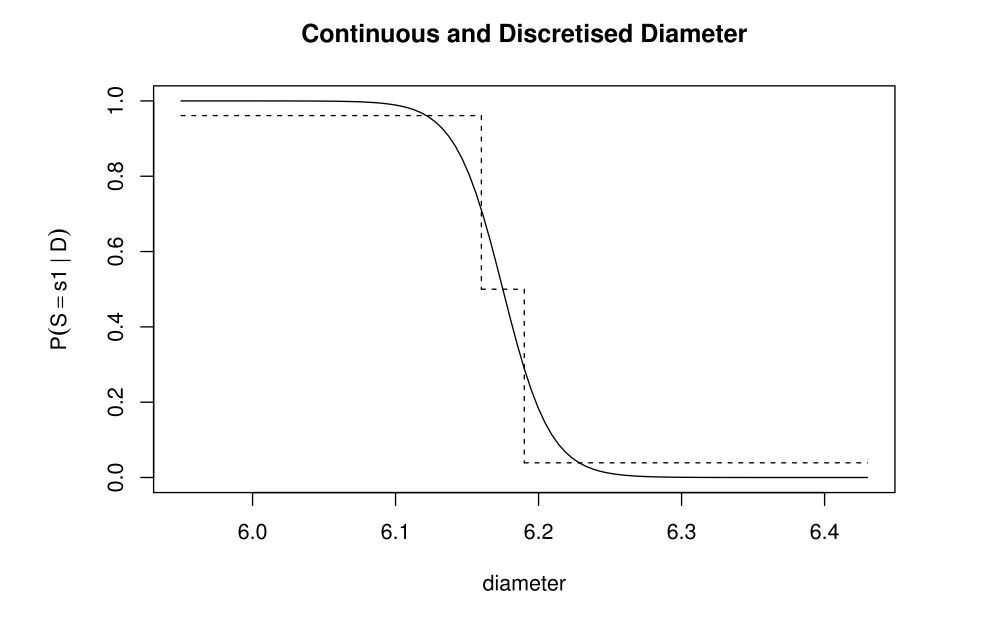 Continuous and Discretised Diameter
1.0
0.8
0.6
0.4
0.2
0.0
P(S = s1 | D)
6.0 6.1 6.2 6.3 6.4
diameter